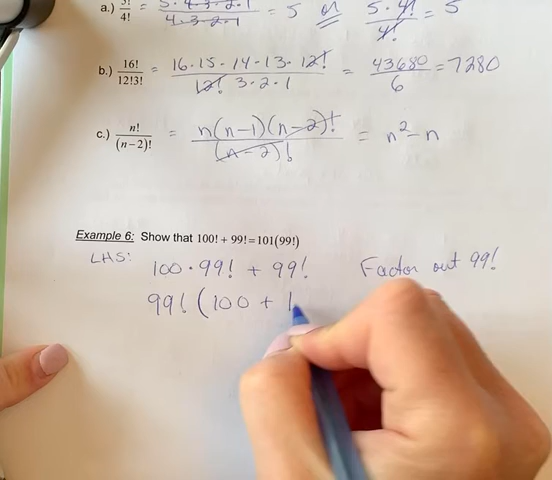 a.) 5!/4! = 5·4·3·2·1/4·3·2·1 = 5 or 5·4!/4! = 5
b.) 16!/12!3! = 16·15·14·13·12!/12! 3·2·1 = 43680/6 = 7280
c.) n!/(n−2)! = n(n−1)(n−2)!/(n−2)! = n²−n
Example 6: Show that 100!+99!=101(99!)
LHS: 100·99! + 99! Factor out 99!
99! (100 + 1